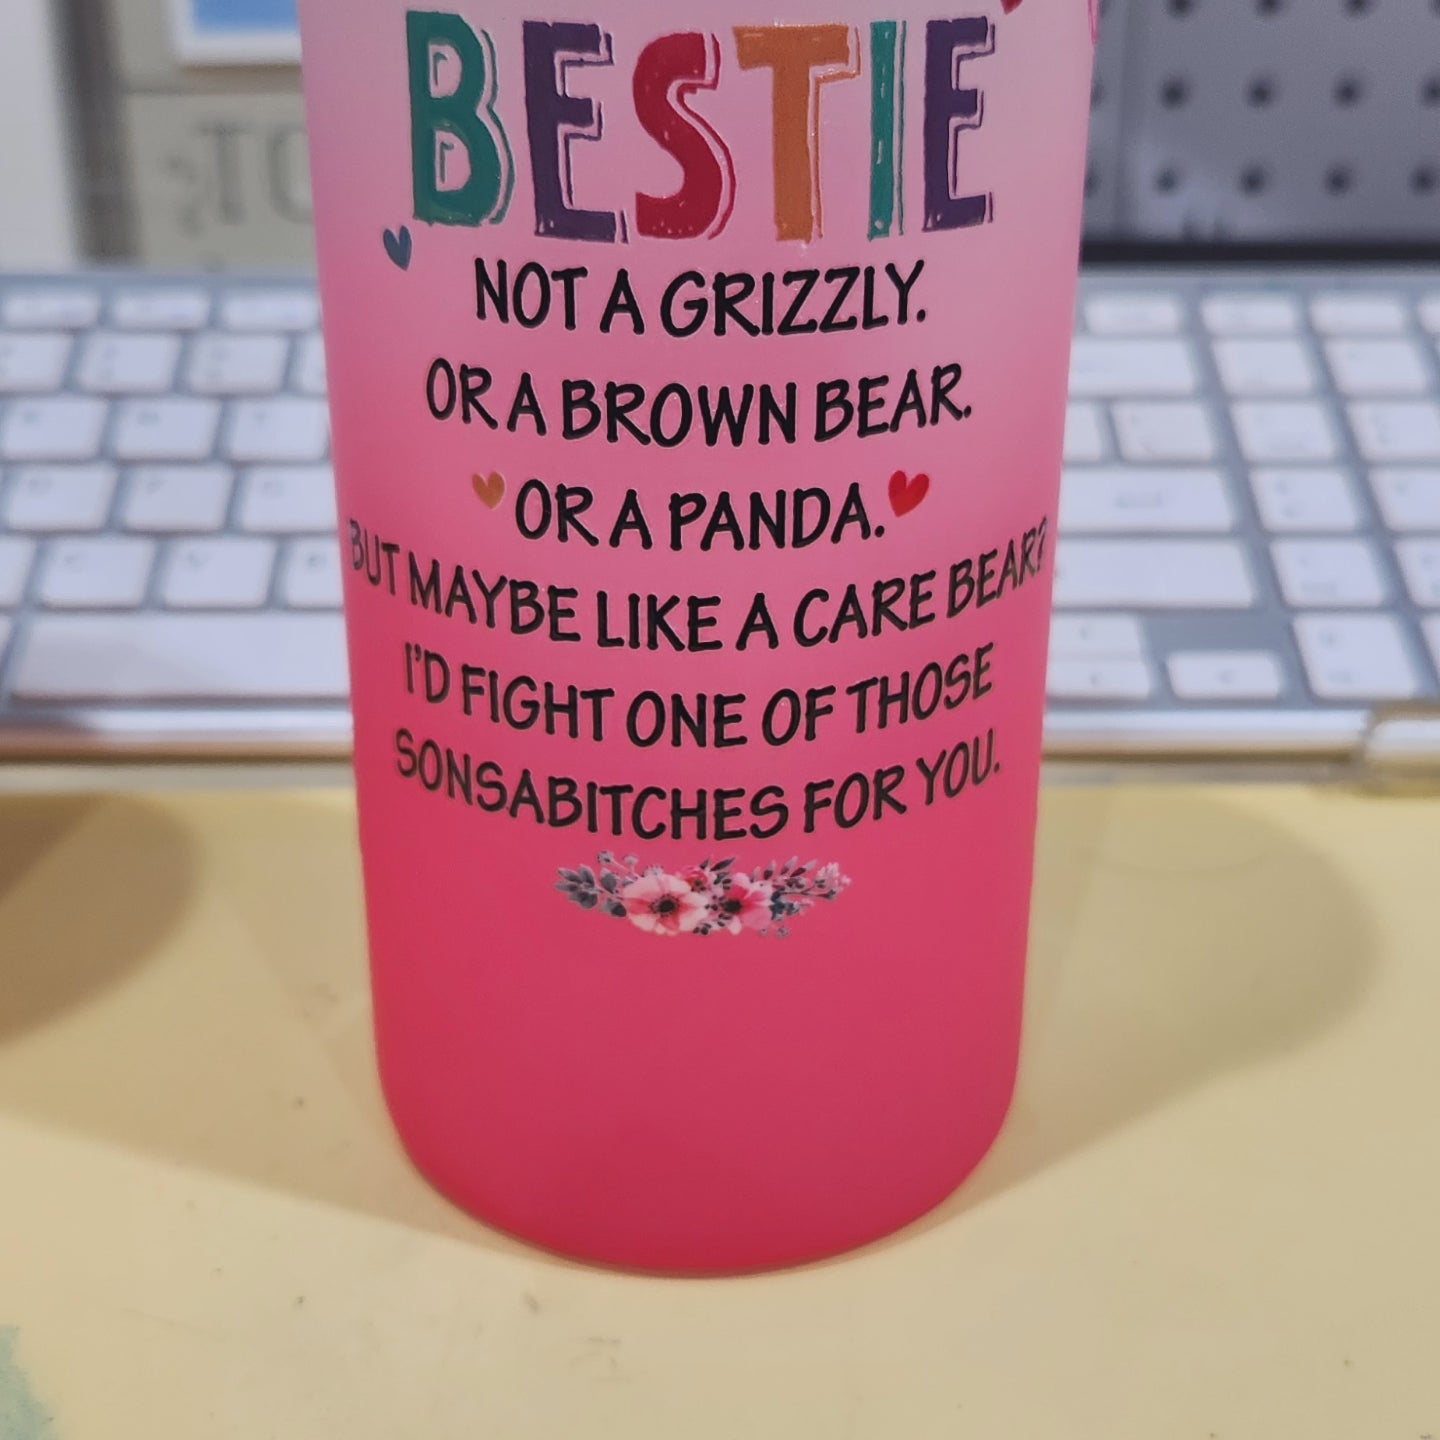 BESTIE
NOT A GRIZZLY.
OR A BROWN BEAR.
OR A PANDA.
BUT MAYBE LIKE A CARE BEAR?
I'D FIGHT ONE OF THOSE
SONSABITCHES FOR YOU.